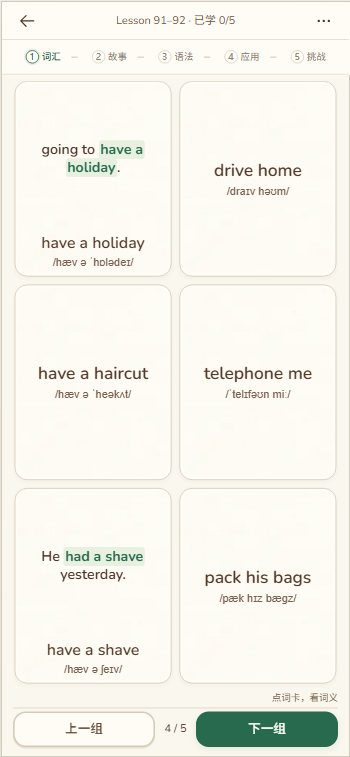 Lesson 91–92 · 已学 0/5
1 词汇 – 2 故事 – 3 语法 – 4 应用 – 5 挑战
going to have a
holiday.
have a holiday
/hæv ə ˈhɒlədeɪ/
drive home
/draɪv həʊm/
have a haircut
/hæv ə ˈheəkʌt/
telephone me
/ˈtelɪfəʊn miː/
He had a shave
yesterday.
have a shave
/hæv ə ʃeɪv/
pack his bags
/pæk hɪz bægz/
点词卡，看词义
上一组
4 / 5
下一组